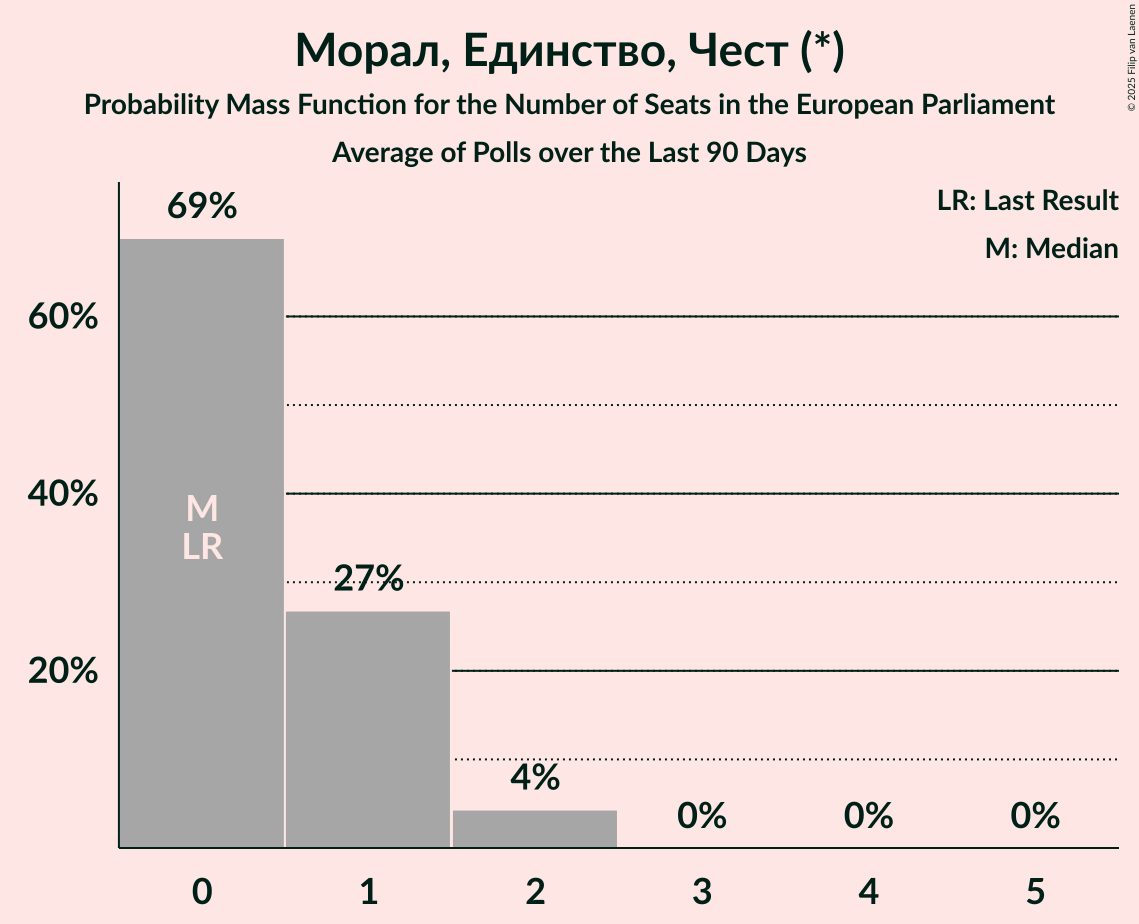 Морал, Единство, Чест (*)
Probability Mass Function for the Number of Seats in the European Parliament
Average of Polls over the Last 90 Days
© 2025 Filip van Laenen
LR: Last Result
M: Median
69%
60%
40%
M
LR
27%
20%
4%
0%
0%
0%
0
1
2
3
4
5